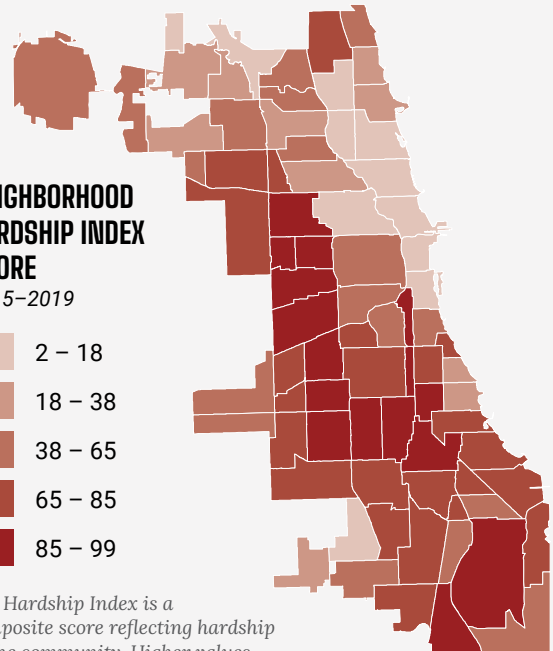 IGHBORHOOD
RDSHIP INDEX
ORE
5–2019
2 – 18
18 – 38
38 – 65
65 – 85
85 – 99
Hardship Index is a
posite score reflecting hardship